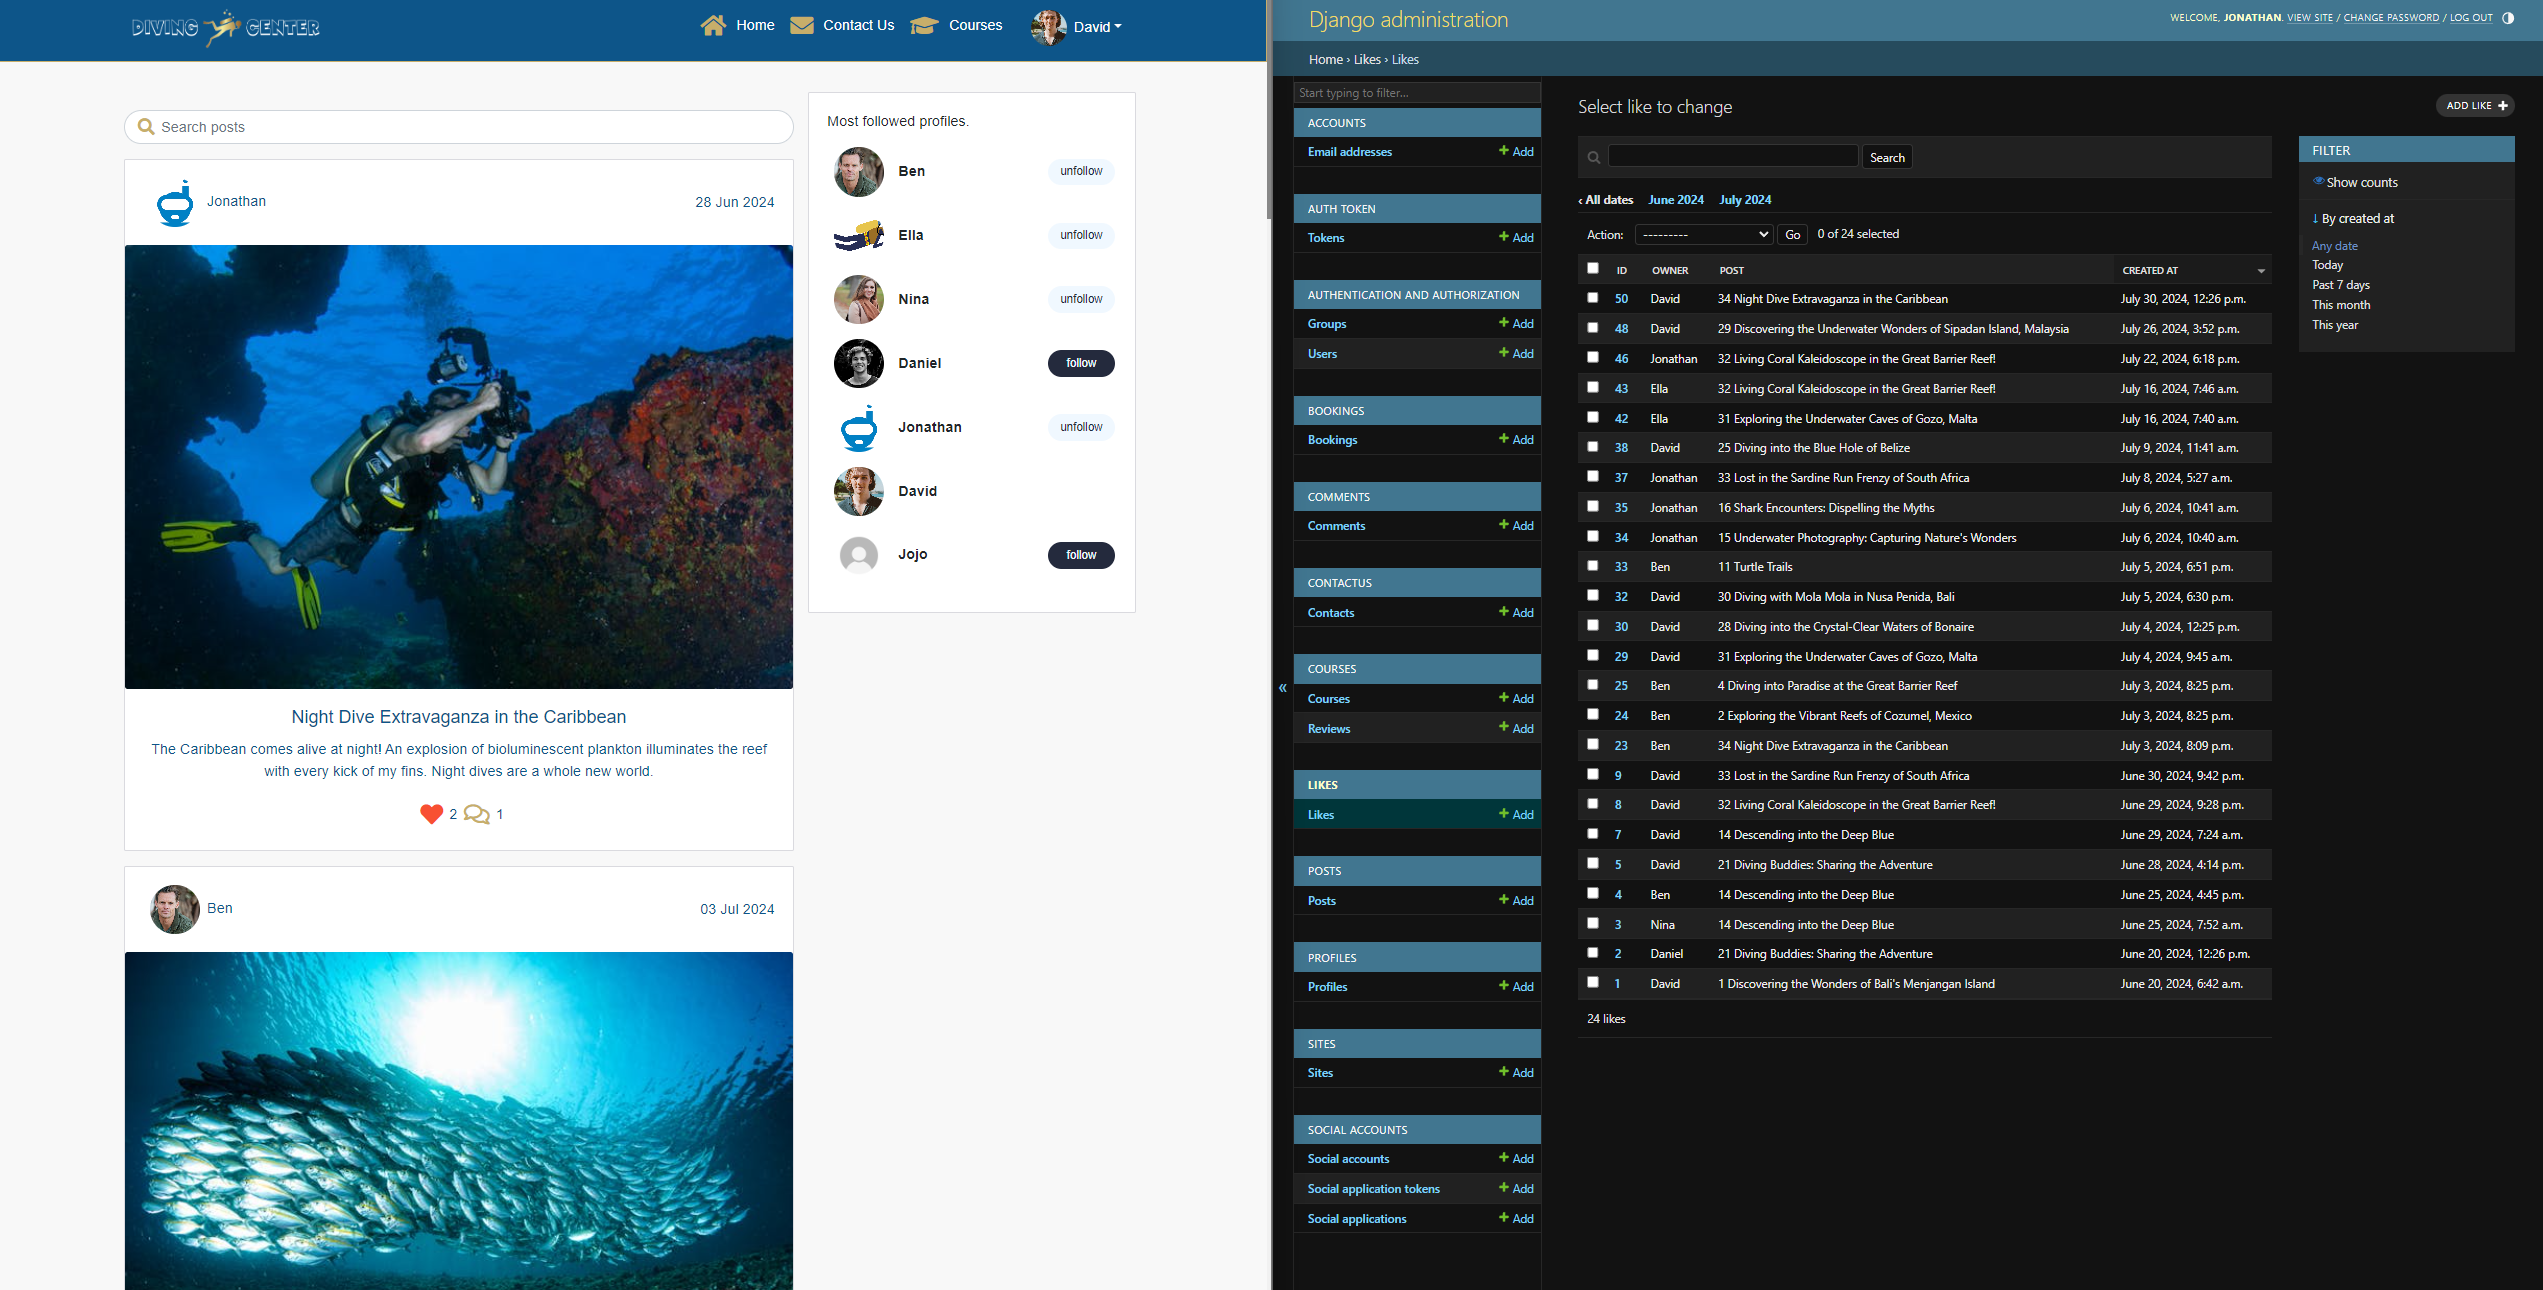 DIVING CENTER
Home
Contact Us
Courses
David
Search posts
Jonathan
28 Jun 2024
Night Dive Extravaganza in the Caribbean
The Caribbean comes alive at night! An explosion of bioluminescent plankton illuminates the reef
with every kick of my fins. Night dives are a whole new world.
2
1
Ben
03 Jul 2024
Most followed profiles.
Ben unfollow
Ella unfollow
Nina unfollow
Daniel follow
Jonathan unfollow
David
Jojo follow
Django administration
WELCOME, JONATHAN. VIEW SITE / CHANGE PASSWORD / LOG OUT
Home › Likes › Likes
Start typing to filter...
ACCOUNTS
Email addresses + Add
AUTH TOKEN
Tokens + Add
AUTHENTICATION AND AUTHORIZATION
Groups + Add
Users + Add
BOOKINGS
Bookings + Add
COMMENTS
Comments + Add
CONTACTUS
Contacts + Add
COURSES
Courses + Add
Reviews + Add
LIKES
Likes + Add
POSTS
Posts + Add
PROFILES
Profiles + Add
SITES
Sites + Add
SOCIAL ACCOUNTS
Social accounts + Add
Social application tokens + Add
Social applications + Add
«
Select like to change
ADD LIKE +
Search
‹ All dates June 2024 July 2024
Action: --------- Go 0 of 24 selected
ID OWNER POST CREATED AT
50 David 34 Night Dive Extravaganza in the Caribbean July 30, 2024, 12:26 p.m.
48 David 29 Discovering the Underwater Wonders of Sipadan Island, Malaysia July 26, 2024, 3:52 p.m.
46 Jonathan 32 Living Coral Kaleidoscope in the Great Barrier Reef! July 22, 2024, 6:18 p.m.
43 Ella 32 Living Coral Kaleidoscope in the Great Barrier Reef! July 16, 2024, 7:46 a.m.
42 Ella 31 Exploring the Underwater Caves of Gozo, Malta July 16, 2024, 7:40 a.m.
38 David 25 Diving into the Blue Hole of Belize July 9, 2024, 11:41 a.m.
37 Jonathan 33 Lost in the Sardine Run Frenzy of South Africa July 8, 2024, 5:27 a.m.
35 Jonathan 16 Shark Encounters: Dispelling the Myths July 6, 2024, 10:41 a.m.
34 Jonathan 15 Underwater Photography: Capturing Nature's Wonders July 6, 2024, 10:40 a.m.
33 Ben 11 Turtle Trails July 5, 2024, 6:51 p.m.
32 David 30 Diving with Mola Mola in Nusa Penida, Bali July 5, 2024, 6:30 p.m.
30 David 28 Diving into the Crystal-Clear Waters of Bonaire July 4, 2024, 12:25 p.m.
29 David 31 Exploring the Underwater Caves of Gozo, Malta July 4, 2024, 9:45 a.m.
25 Ben 4 Diving into Paradise at the Great Barrier Reef July 3, 2024, 8:25 p.m.
24 Ben 2 Exploring the Vibrant Reefs of Cozumel, Mexico July 3, 2024, 8:25 p.m.
23 Ben 34 Night Dive Extravaganza in the Caribbean July 3, 2024, 8:09 p.m.
9 David 33 Lost in the Sardine Run Frenzy of South Africa June 30, 2024, 9:42 p.m.
8 David 32 Living Coral Kaleidoscope in the Great Barrier Reef! June 29, 2024, 9:28 p.m.
7 David 14 Descending into the Deep Blue June 29, 2024, 7:24 a.m.
5 David 21 Diving Buddies: Sharing the Adventure June 28, 2024, 4:14 p.m.
4 Ben 14 Descending into the Deep Blue June 25, 2024, 4:45 p.m.
3 Nina 14 Descending into the Deep Blue June 25, 2024, 7:52 a.m.
2 Daniel 21 Diving Buddies: Sharing the Adventure June 20, 2024, 12:26 p.m.
1 David 1 Discovering the Wonders of Bali's Menjangan Island June 20, 2024, 6:42 a.m.
24 likes
FILTER
Show counts
↓ By created at
Any date
Today
Past 7 days
This month
This year